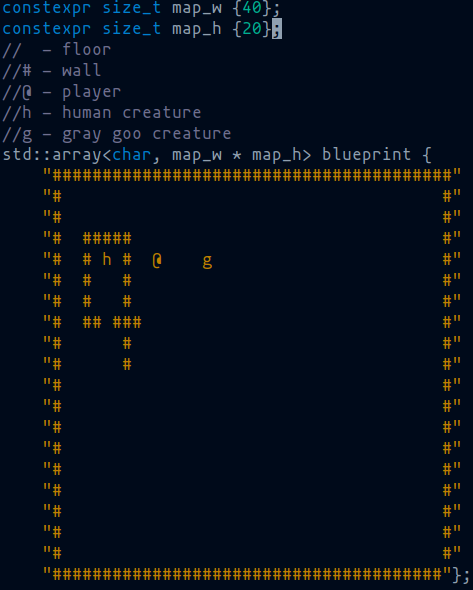 constexpr size_t map_w {40};
constexpr size_t map_h {20};
//  - floor
//# - wall
//@ - player
//h - human creature
//g - gray goo creature
std::array<char, map_w * map_h> blueprint {
    "########################################"
    "#                                      #"
    "#                                      #"
    "#  #####                               #"
    "#  # h #  @    g                       #"
    "#  #   #                               #"
    "#  #   #                               #"
    "#  ## ###                              #"
    "#      #                               #"
    "#      #                               #"
    "#                                      #"
    "#                                      #"
    "#                                      #"
    "#                                      #"
    "#                                      #"
    "#                                      #"
    "#                                      #"
    "#                                      #"
    "#                                      #"
    "#######################################"};